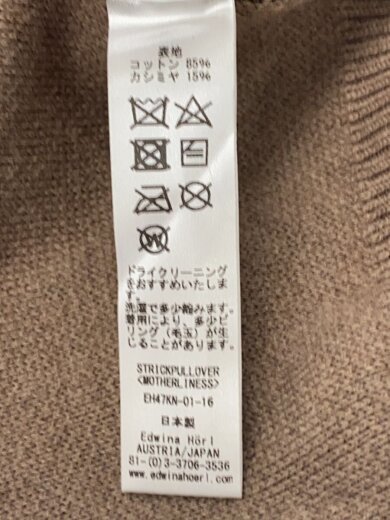 表地
コットン 85%
カシミヤ 15%
ドライクリーニング
をおすすめいたしま
す。
洗濯で多少縮みます。
着用により、多少ピ
リング(毛玉)が生
じることがあります。
STRICKPULLOVER
<MOTHERLINESS>
EH47KN-01-16
日本製
Edwina Hörl
AUSTRIA/JAPAN
81-(0)3-3706-3536
www.edwinahoerl.com